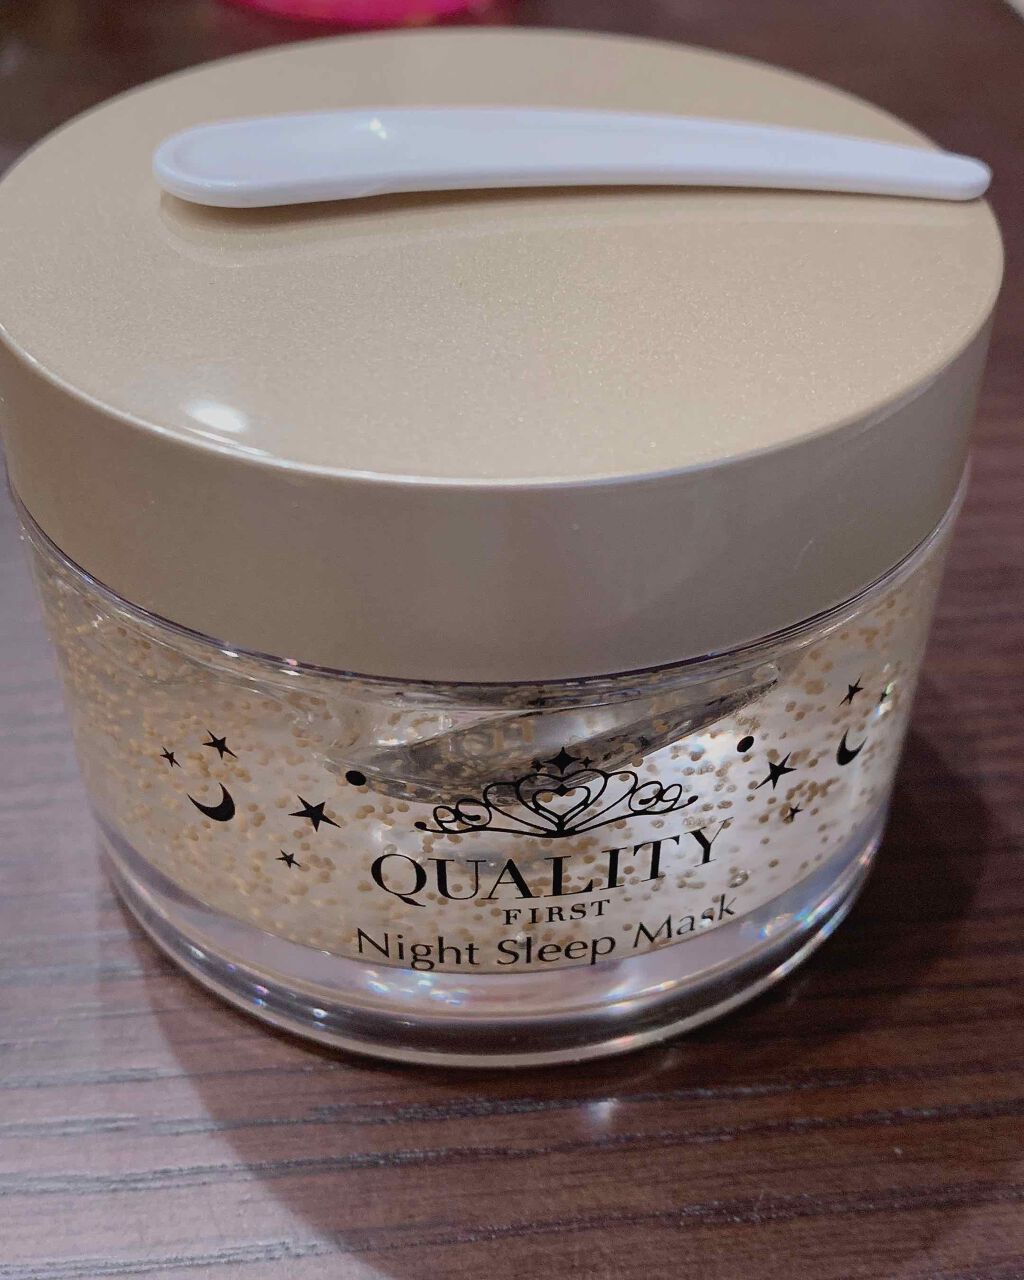 QUALITY
FIRST
Night Sleep Mask